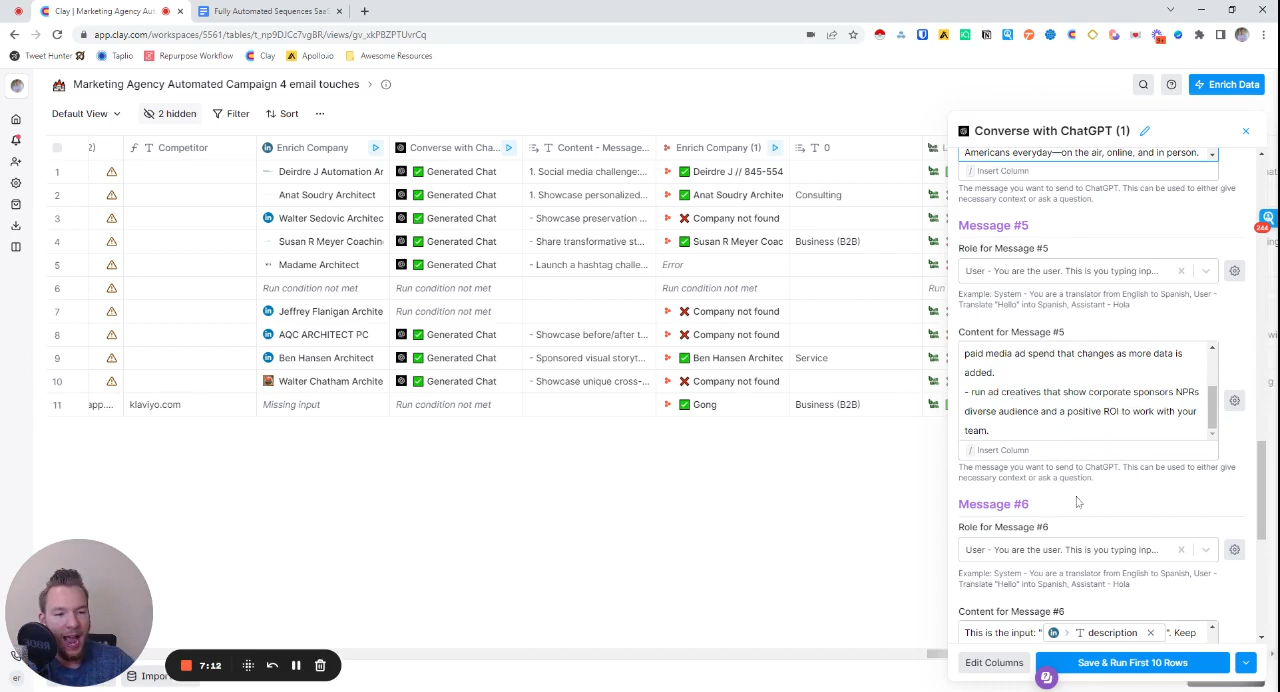 Clay | Marketing Agency Aut
Fully Automated Sequences SaaS
app.clay.com/workspaces/5561/tables/t_np9DJCc7vgBR/views/gv_xkP8ZPTUvrCq
Tweet Hunter
Taplio
Repurpose Workflow
Clay
Apollo.io
Awesome Resources
Marketing Agency Automated Campaign 4 email touches
Enrich Data
Default View
2 hidden
Filter
Sort
2)
Competitor
Enrich Company
Converse with Cha...
Content - Message...
Enrich Company (1)
0
1
Deirdre J Automation Ar
Generated Chat
1. Social media challenge:...
Deirdre J // 845-554
2
Anat Soudry Architect
Generated Chat
1. Showcase personalized...
Anat Soudry Architec
Consulting
3
Walter Sedovic Architec
Generated Chat
- Showcase preservation ...
Company not found
4
Susan R Meyer Coachin
Generated Chat
- Share transformative st...
Susan R Meyer Coac
Business (B2B)
5
Madame Architect
Generated Chat
- Launch a hashtag challe...
Error
6
Run condition not met
Run condition not met
Run condition not met
7
Jeffrey Flanigan Archite
Run condition not met
Company not found
8
AQC ARCHITECT PC
Generated Chat
- Showcase before/after t...
Company not found
9
Ben Hansen Architect
Generated Chat
- Sponsored visual storyt...
Ben Hansen Architec
Service
10
Walter Chatham Archite
Generated Chat
- Showcase unique cross-...
Company not found
11
app....
klaviyo.com
Missing input
Run condition not met
Gong
Business (B2B)
Converse with ChatGPT (1)
Americans everyday—on the air, online, and in person.
Insert Column
The message you want to send to ChatGPT. This can be used to either give
necessary context or ask a question.
Message #5
Role for Message #5
User - You are the user. This is you typing inp...
Example: System - You are a translator from English to Spanish, User -
Translate "Hello" into Spanish, Assistant - Hola
Content for Message #5
paid media ad spend that changes as more data is
added.
- run ad creatives that show corporate sponsors NPRs
diverse audience and a positive ROI to work with your
team.
Insert Column
The message you want to send to ChatGPT. This can be used to either give
necessary context or ask a question.
Message #6
Role for Message #6
User - You are the user. This is you typing inp...
Example: System - You are a translator from English to Spanish, User -
Translate "Hello" into Spanish, Assistant - Hola
Content for Message #6
This is the input: " description ". Keep
Edit Columns
Save & Run First 10 Rows
244
9+
RODE
7:12
Impor
er